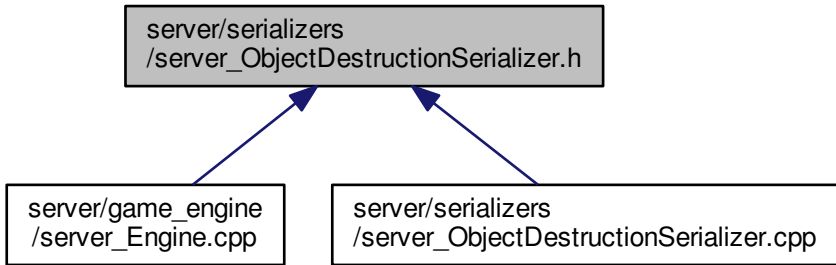 server/serializers
/server_ObjectDestructionSerializer.h
server/game_engine
/server_Engine.cpp
server/serializers
/server_ObjectDestructionSerializer.cpp